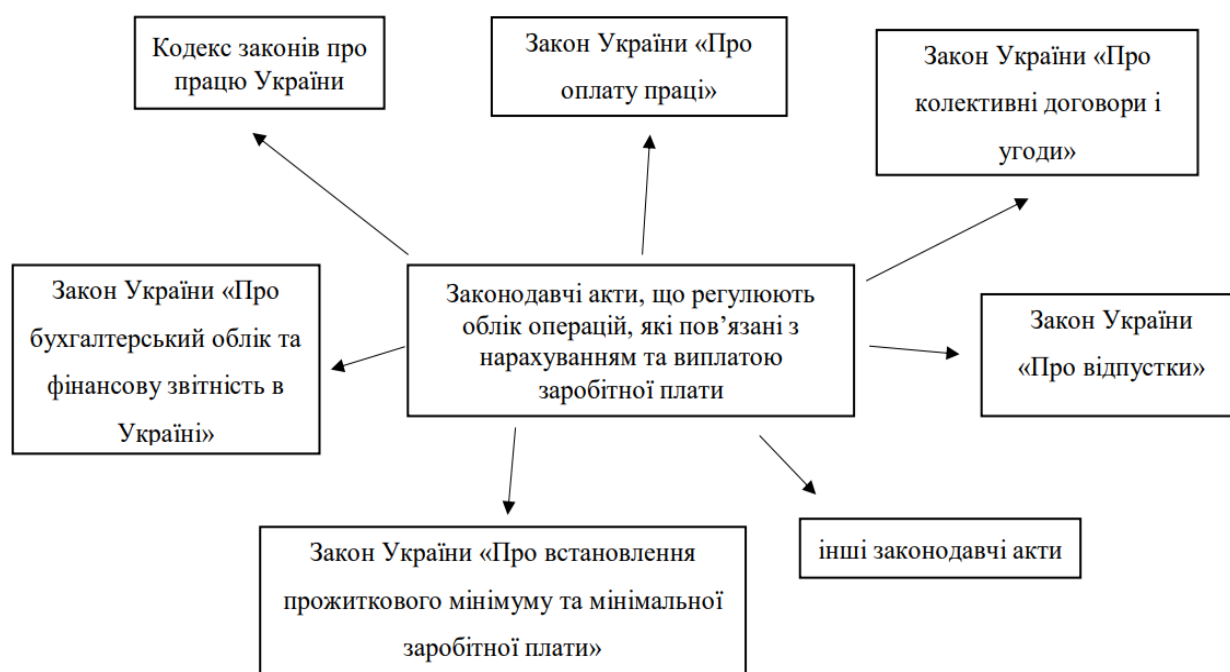 Кодекс законів про
працю України
Закон України «Про
оплату праці»
Закон України «Про
колективні договори і
угоди»
Закон України «Про
бухгалтерський облік та
фінансову звітність в
Україні»
Законодавчі акти, що регулюють
облік операцій, які пов’язані з
нарахуванням та виплатою
заробітної плати
Закон України
«Про відпустки»
Закон України «Про встановлення
прожиткового мінімуму та мінімальної
заробітної плати»
інші законодавчі акти